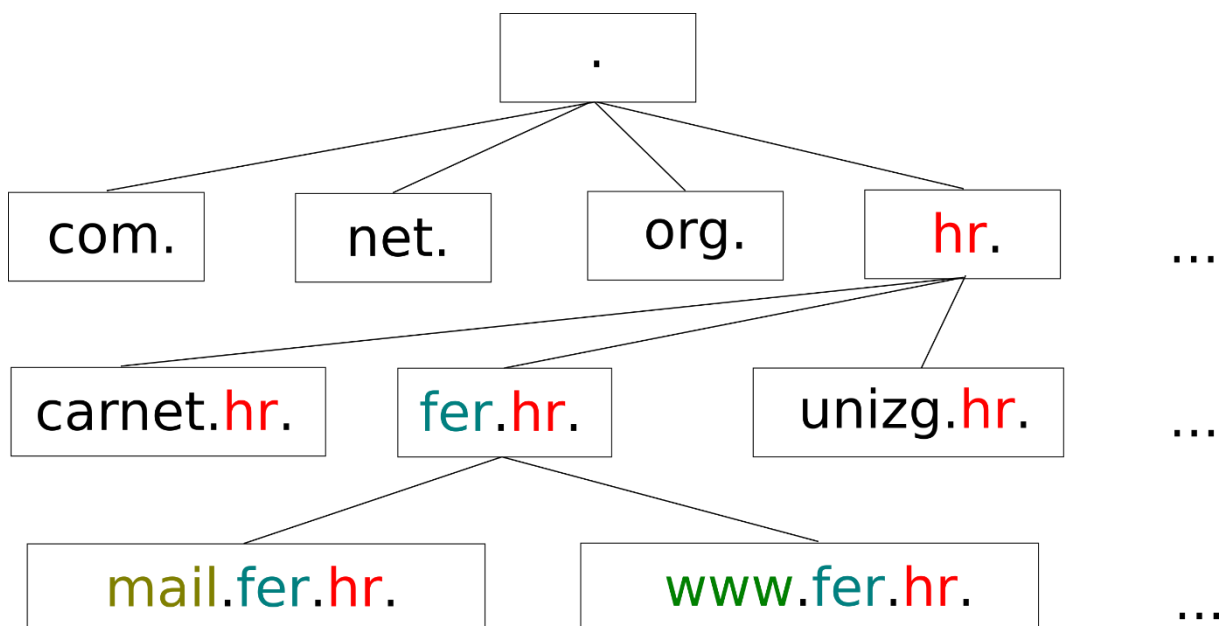 .
com. net. org. hr. ...
carnet.hr. fer.hr. unizg.hr. ...
mail.fer.hr. www.fer.hr. ...